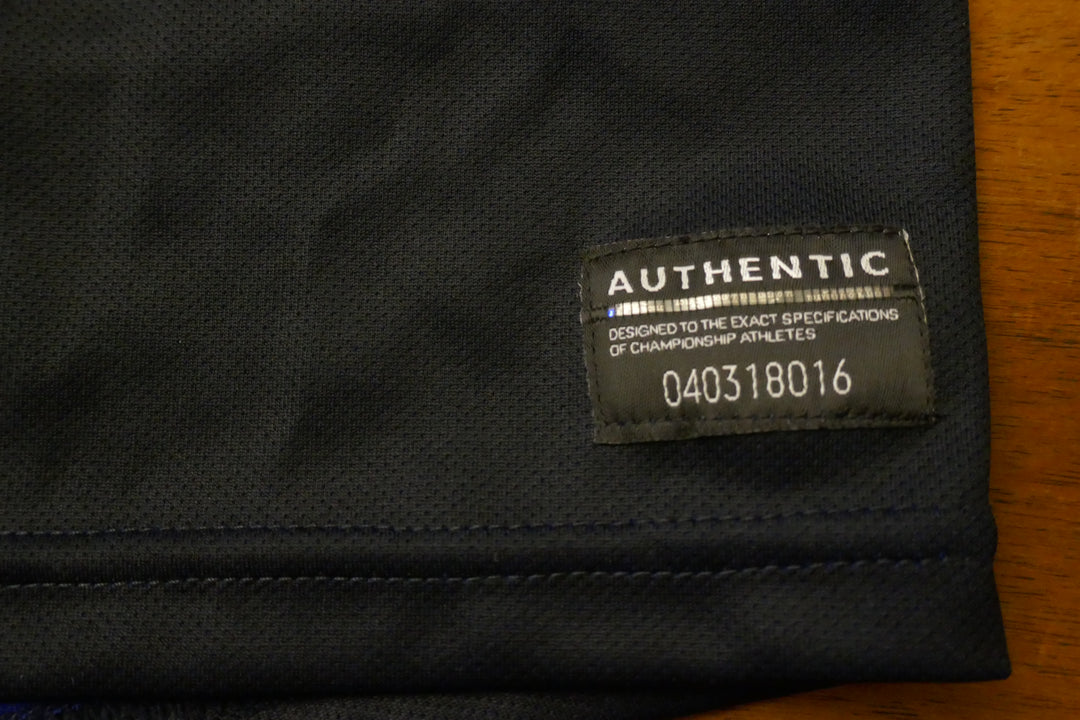 AUTHENTIC
DESIGNED TO THE EXACT SPECIFICATIONS
OF CHAMPIONSHIP ATHLETES
040318016